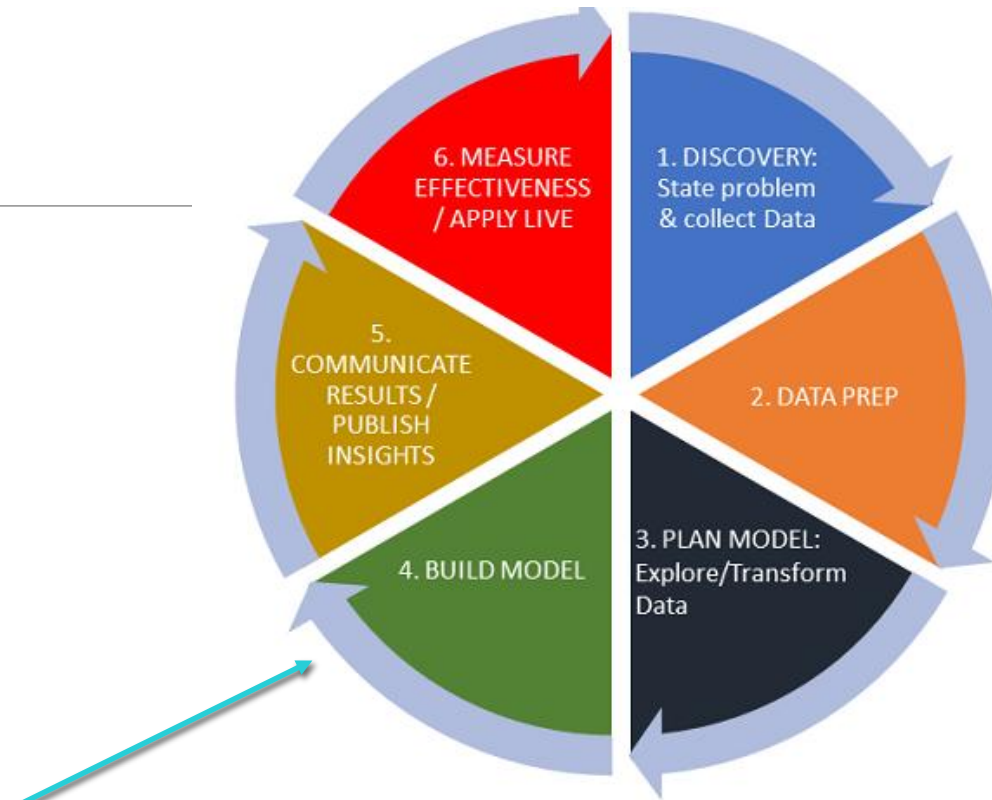 1. DISCOVERY:
State problem
& collect Data
2. DATA PREP
3. PLAN MODEL:
Explore/Transform
Data
4. BUILD MODEL
5.
COMMUNICATE
RESULTS /
PUBLISH
INSIGHTS
6. MEASURE
EFFECTIVENESS
/ APPLY LIVE